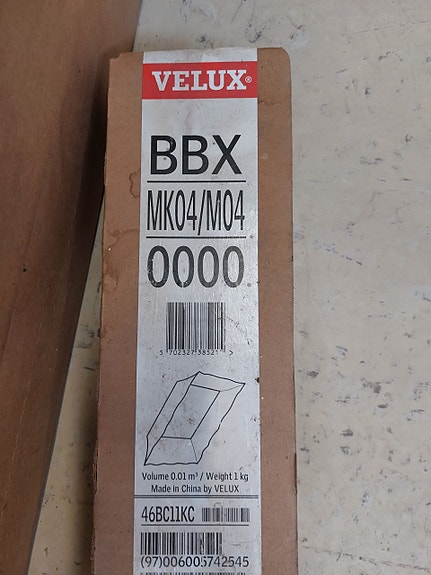 VELUX®
BBX
MK04/M04
0000
5 702327 38521 >
Volume 0.01 m³ / Weight 1 kg
Made in China by VELUX
46BC11KC
(97)006005742545